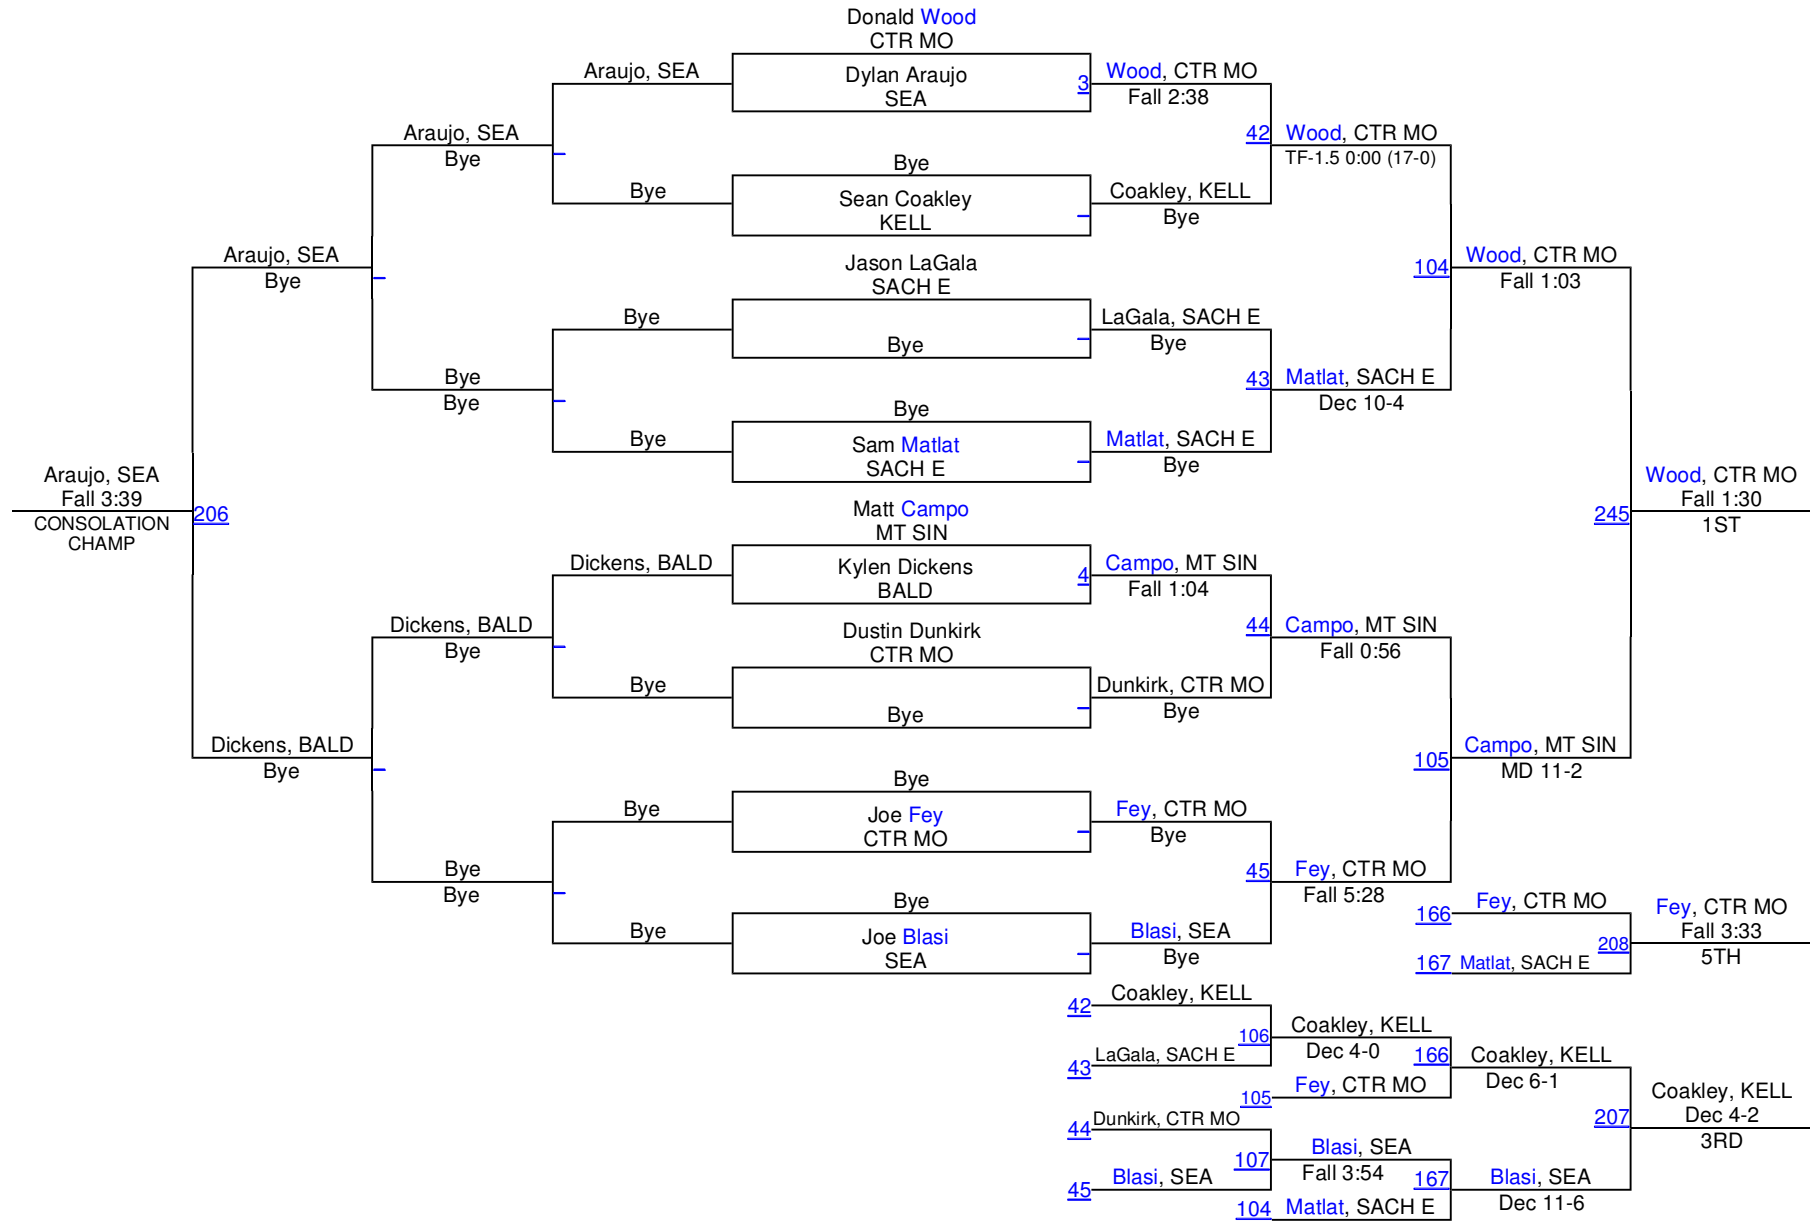 Donald Wood
CTR MO
Araujo, SEA
Dylan Araujo
SEA
3
Wood, CTR MO
Fall 2:38
Araujo, SEA
Bye
42
Wood, CTR MO
TF-1.5 0:00 (17-0)
Bye
Bye
Sean Coakley
KELL
Coakley, KELL
Bye
Araujo, SEA
Bye
Jason LaGala
SACH E
104
Wood, CTR MO
Fall 1:03
Bye
Bye
LaGala, SACH E
Bye
Bye
Bye
43
Matlat, SACH E
Dec 10-4
Bye
Bye
Sam Matlat
SACH E
Matlat, SACH E
Bye
Araujo, SEA
Fall 3:39
CONSOLATION
CHAMP
206
Matt Campo
MT SIN
245
Wood, CTR MO
Fall 1:30
1ST
Dickens, BALD
Kylen Dickens
BALD
4
Campo, MT SIN
Fall 1:04
Dickens, BALD
Bye
Dustin Dunkirk
CTR MO
44
Campo, MT SIN
Fall 0:56
Bye
Bye
Dunkirk, CTR MO
Bye
Dickens, BALD
Bye
105
Campo, MT SIN
MD 11-2
Bye
Bye
Joe Fey
CTR MO
Fey, CTR MO
Bye
Bye
Bye
45
Fey, CTR MO
Fall 5:28
Bye
Bye
Joe Blasi
SEA
Blasi, SEA
Bye
166
Fey, CTR MO
167
Matlat, SACH E
208
Fey, CTR MO
Fall 3:33
5TH
42
Coakley, KELL
43
LaGala, SACH E
106
Coakley, KELL
Dec 4-0
105
Fey, CTR MO
166
Coakley, KELL
Dec 6-1
44
Dunkirk, CTR MO
45
Blasi, SEA
107
Blasi, SEA
Fall 3:54
104
Matlat, SACH E
167
Blasi, SEA
Dec 11-6
207
Coakley, KELL
Dec 4-2
3RD